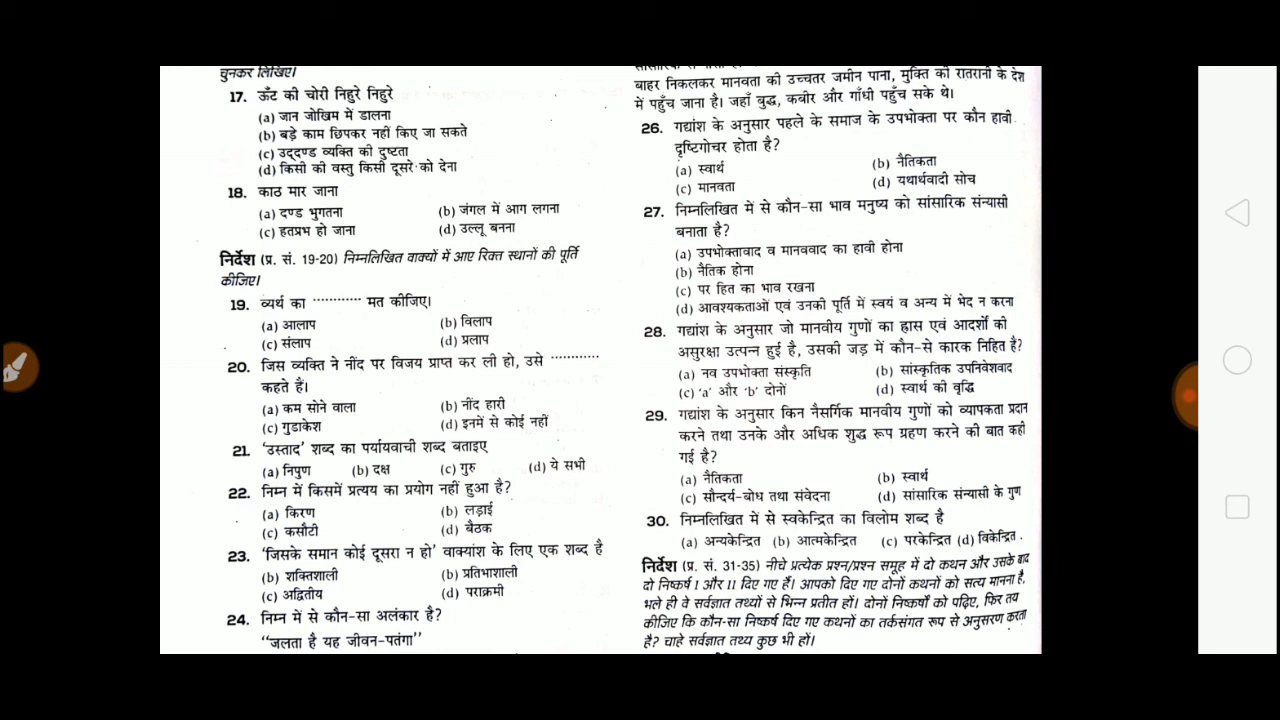 चुनकर लिखिए।
17. ऊँट की चोरी निहुरे निहुरे
(a) जान जोखिम में डालना
(b) बड़े काम छिपकर नहीं किए जा सकते
(c) उद्दण्ड व्यक्ति की दुष्टता
(d) किसी की वस्तु किसी दूसरे को देना
18. काठ मार जाना
(a) दण्ड भुगतना (b) जंगल में आग लगना
(c) हतप्रभ हो जाना (d) उल्लू बनना
निर्देश (प्र. सं. 19-20) निम्नलिखित वाक्यों में आए रिक्त स्थानों की पूर्ति
कीजिए।
19. व्यर्थ का ............ मत कीजिए।
(a) आलाप (b) विलाप
(c) संलाप (d) प्रलाप
20. जिस व्यक्ति ने नींद पर विजय प्राप्त कर ली हो, उसे ............
कहते हैं।
(a) कम सोने वाला (b) नींद हारी
(c) गुडाकेश (d) इनमें से कोई नहीं
21. 'उस्ताद' शब्द का पर्यायवाची शब्द बताइए
(a) निपुण (b) दक्ष (c) गुरु (d) ये सभी
22. निम्न में किसमें प्रत्यय का प्रयोग नहीं हुआ है?
(a) किरण (b) लड़ाई
(c) कसौटी (d) बैठक
23. 'जिसके समान कोई दूसरा न हो' वाक्यांश के लिए एक शब्द है
(b) शक्तिशाली (b) प्रतिभाशाली
(c) अद्वितीय (d) पराक्रमी
24. निम्न में से कौन-सा अलंकार है?
"जलता है यह जीवन-पतंगा"
बाहर निकलकर मानवता की उच्चतर जमीन पाना, मुक्ति की रातरानी के देश
में पहुँच जाना है। जहाँ बुद्ध, कबीर और गाँधी पहुँच सके थे।
26. गद्यांश के अनुसार पहले के समाज के उपभोक्ता पर कौन हावी
दृष्टिगोचर होता है?
(a) स्वार्थ (b) नैतिकता
(c) मानवता (d) यथार्थवादी सोच
27. निम्नलिखित में से कौन-सा भाव मनुष्य को सांसारिक संन्यासी
बनाता है?
(a) उपभोक्तावाद व मानववाद का हावी होना
(b) नैतिक होना
(c) पर हित का भाव रखना
(d) आवश्यकताओं एवं उनकी पूर्ति में स्वयं व अन्य में भेद न करना
28. गद्यांश के अनुसार जो मानवीय गुणों का ह्रास एवं आदर्शों की
असुरक्षा उत्पन्न हुई है, उसकी जड़ में कौन-से कारक निहित है?
(a) नव उपभोक्ता संस्कृति (b) सांस्कृतिक उपनिवेशवाद
(c) 'a' और 'b' दोनों (d) स्वार्थ की वृद्धि
29. गद्यांश के अनुसार किन नैसर्गिक मानवीय गुणों को व्यापकता प्रदान
करने तथा उनके और अधिक शुद्ध रूप ग्रहण करने की बात कही
गई है?
(a) नैतिकता (b) स्वार्थ
(c) सौन्दर्य-बोध तथा संवेदना (d) सांसारिक संन्यासी के गुण
30. निम्नलिखित में से स्वकेन्द्रित का विलोम शब्द है
(a) अन्यकेन्द्रित (b) आत्मकेन्द्रित (c) परकेन्द्रित (d) विकेन्द्रित .
निर्देश (प्र. सं. 31-35) नीचे प्रत्येक प्रश्न/प्रश्न समूह में दो कथन और उसके बाद
दो निष्कर्ष I और II दिए गए हैं। आपको दिए गए दोनों कथनों को सत्य मानना है,
भले ही वे सर्वज्ञात तथ्यों से भिन्न प्रतीत हों। दोनों निष्कर्षों को पढ़िए, फिर तय
कीजिए कि कौन-सा निष्कर्ष दिए गए कथनों का तर्कसंगत रूप से अनुसरण करता
है? चाहे सर्वज्ञात तथ्य कुछ भी हों।